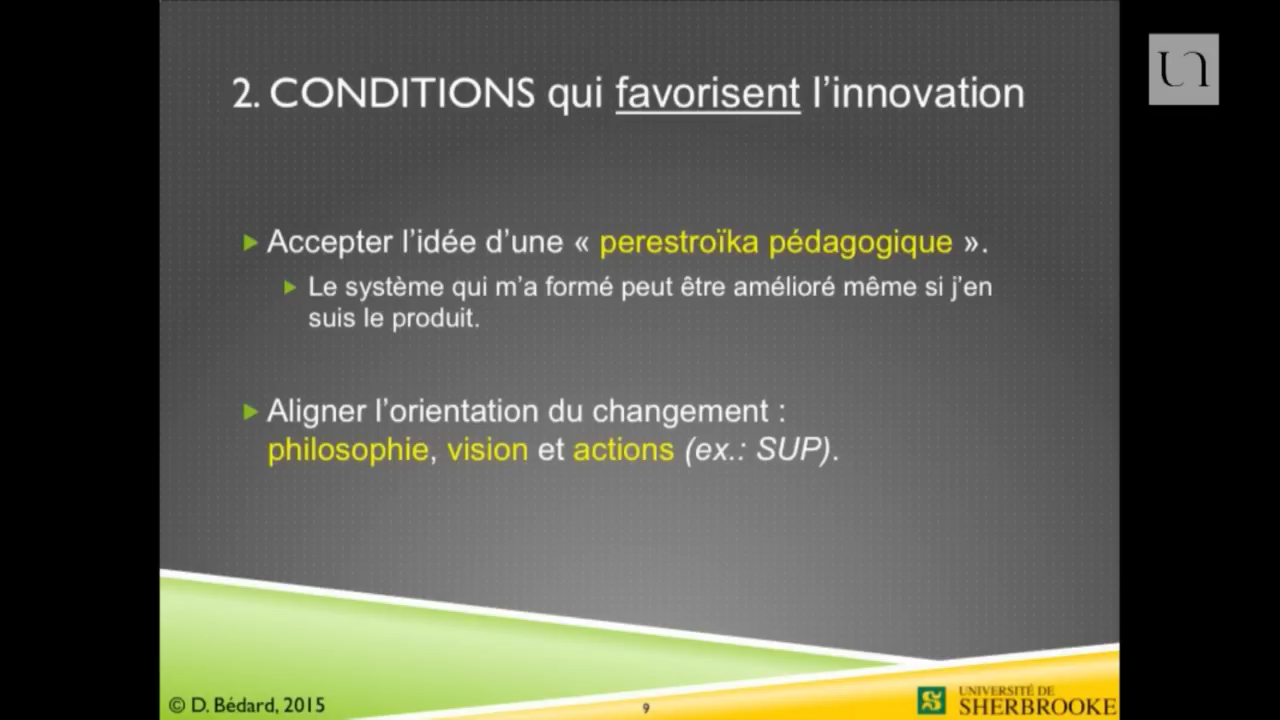 2. CONDITIONS qui favorisent l’innovation
Accepter l’idée d’une « perestroïka pédagogique ».
Le système qui m’a formé peut être amélioré même si j’en
suis le produit.
Aligner l’orientation du changement :
philosophie, vision et actions (ex.: SUP).
© D. Bédard, 2015
9
UNIVERSITÉ DE
SHERBROOKE